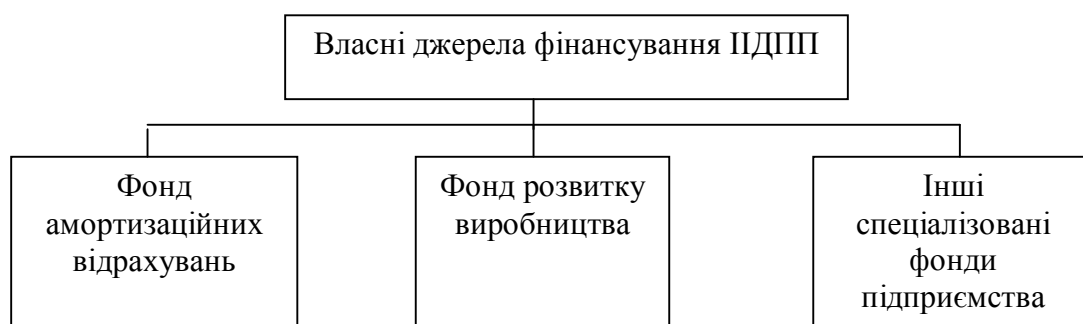 Власні джерела фінансування ІІДПП
Фонд
амортизаційних
відрахувань
Фонд розвитку
виробництва
Інші
спеціалізовані
фонди
підприємства